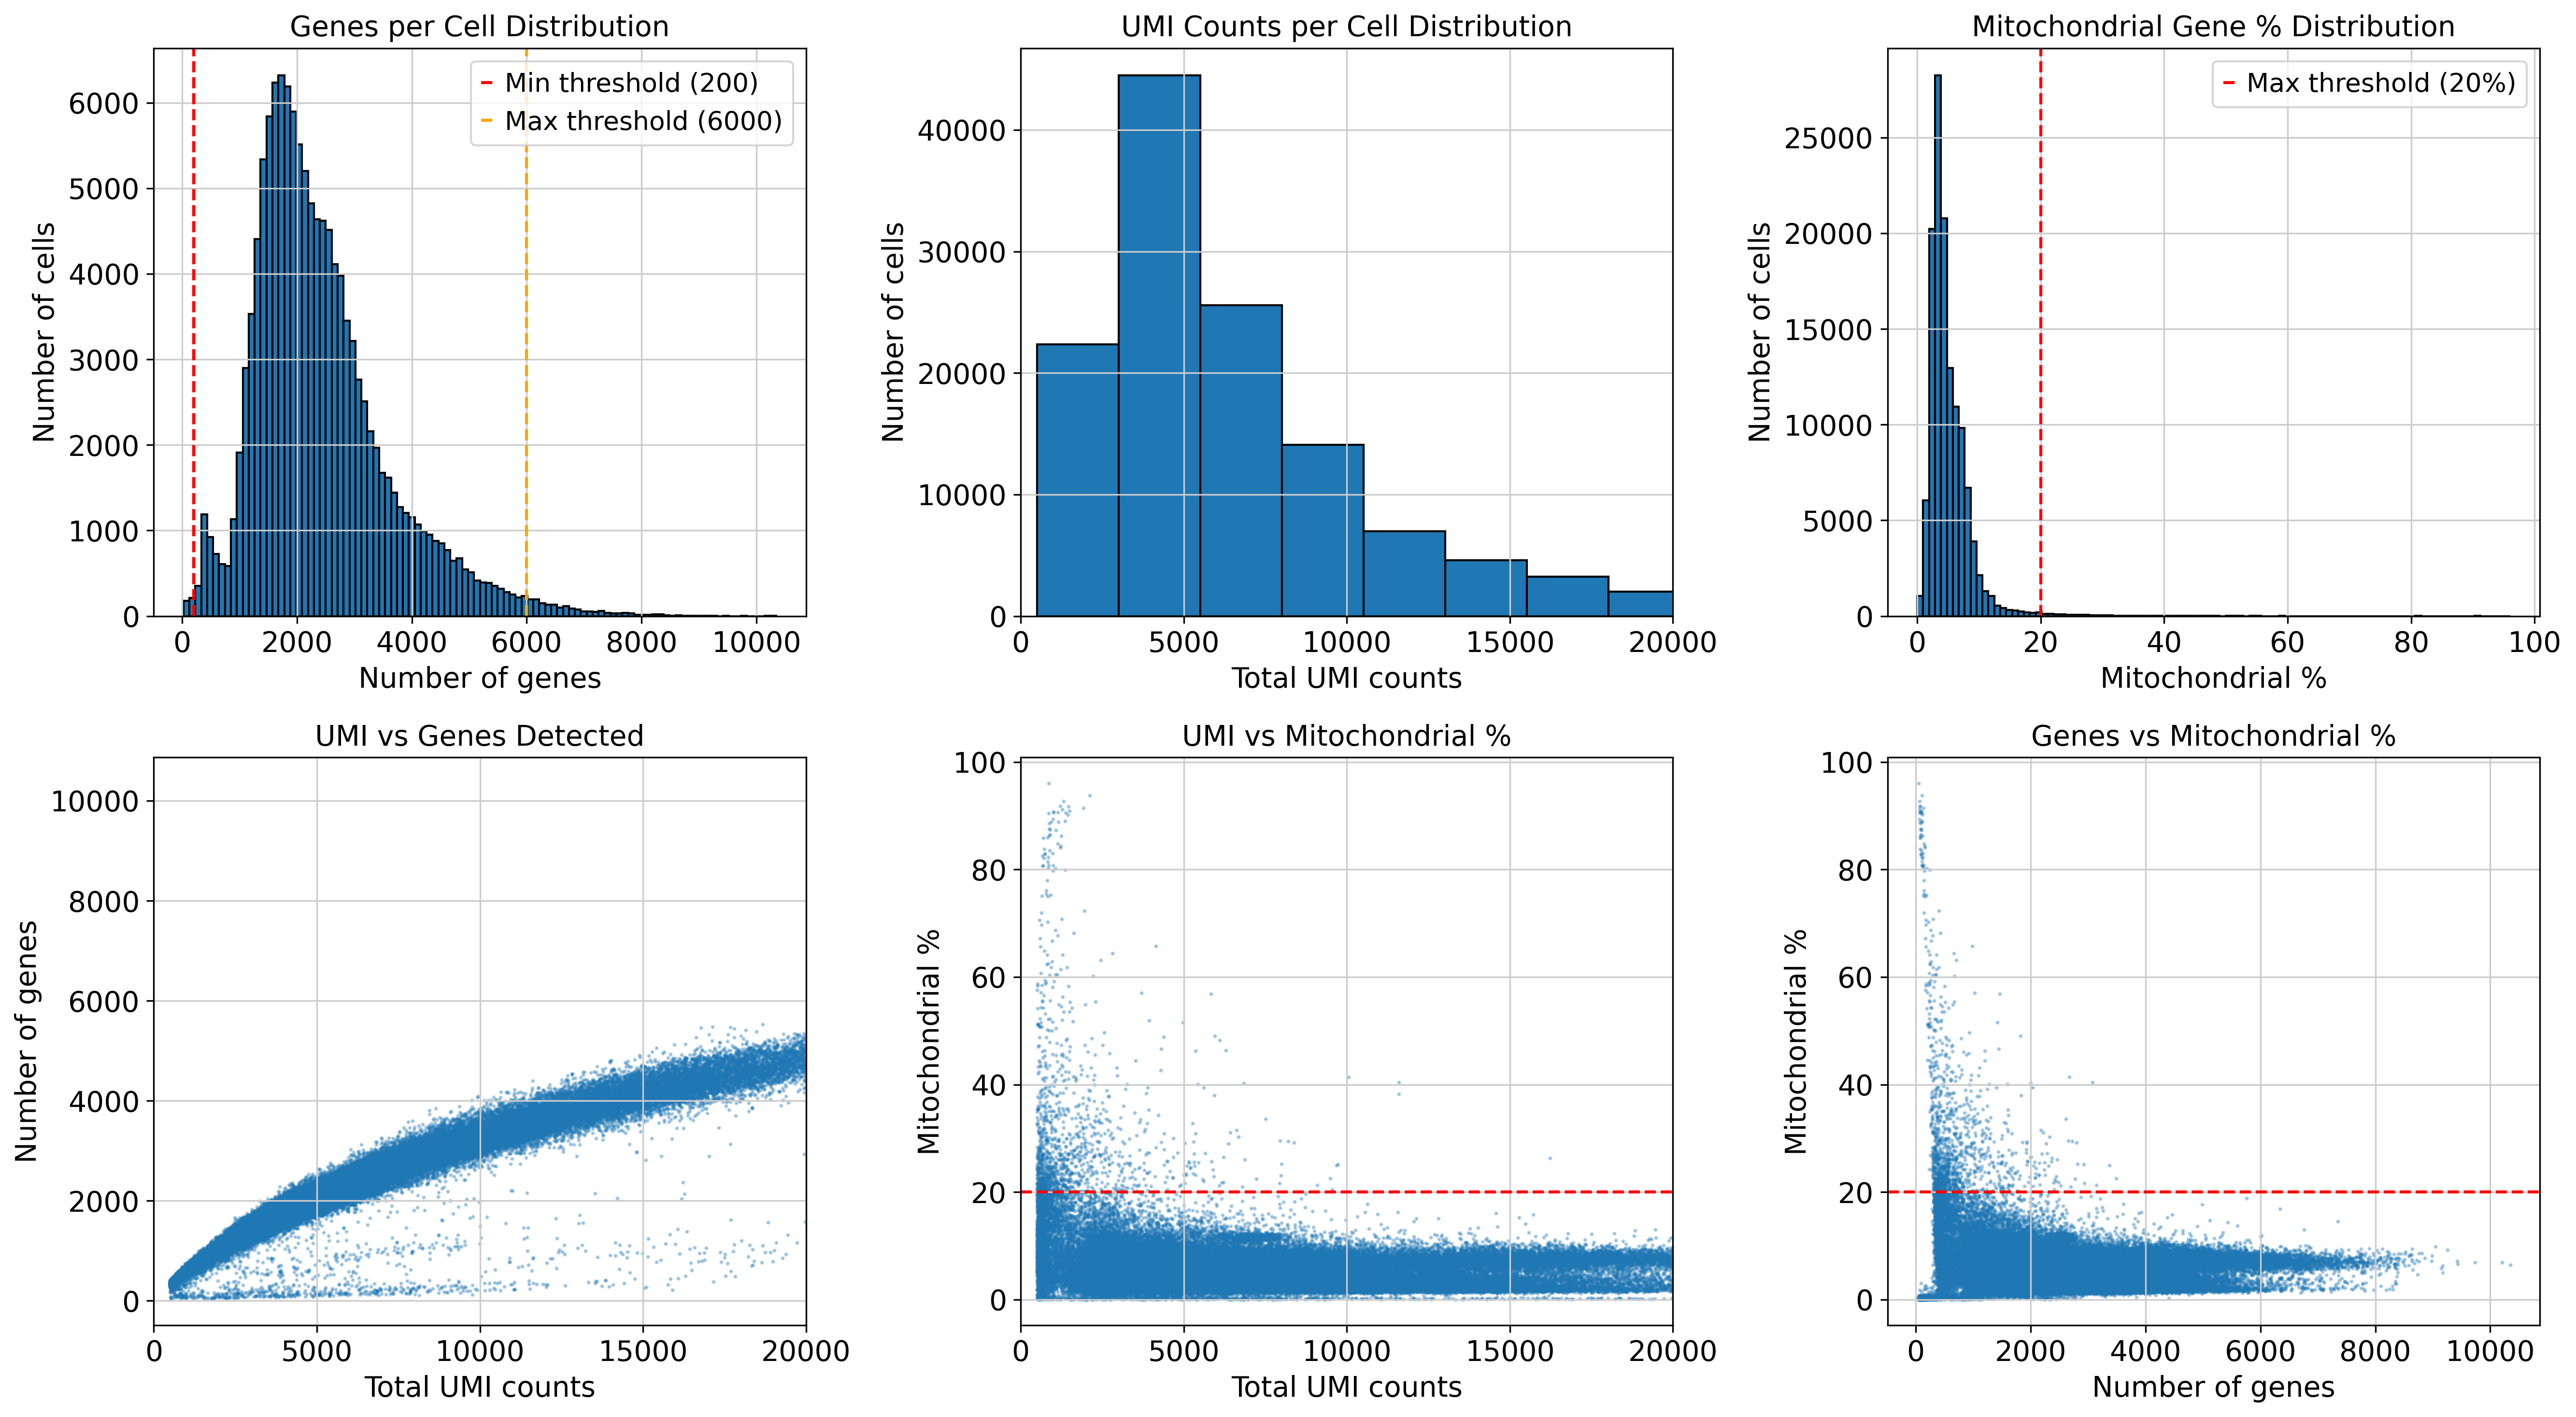 Genes per Cell Distribution
Number of cells
6000
5000
4000
3000
2000
1000
0
Min threshold (200)
Max threshold (6000)
0 2000 4000 6000 8000 10000
Number of genes
UMI Counts per Cell Distribution
Number of cells
40000
30000
20000
10000
0
0 5000 10000 15000 20000
Total UMI counts
Mitochondrial Gene % Distribution
Number of cells
25000
20000
15000
10000
5000
0
Max threshold (20%)
0 20 40 60 80 100
Mitochondrial %
UMI vs Genes Detected
Number of genes
10000
8000
6000
4000
2000
0
0 5000 10000 15000 20000
Total UMI counts
UMI vs Mitochondrial %
Mitochondrial %
100
80
60
40
20
0
0 5000 10000 15000 20000
Total UMI counts
Genes vs Mitochondrial %
Mitochondrial %
100
80
60
40
20
0
0 2000 4000 6000 8000 10000
Number of genes